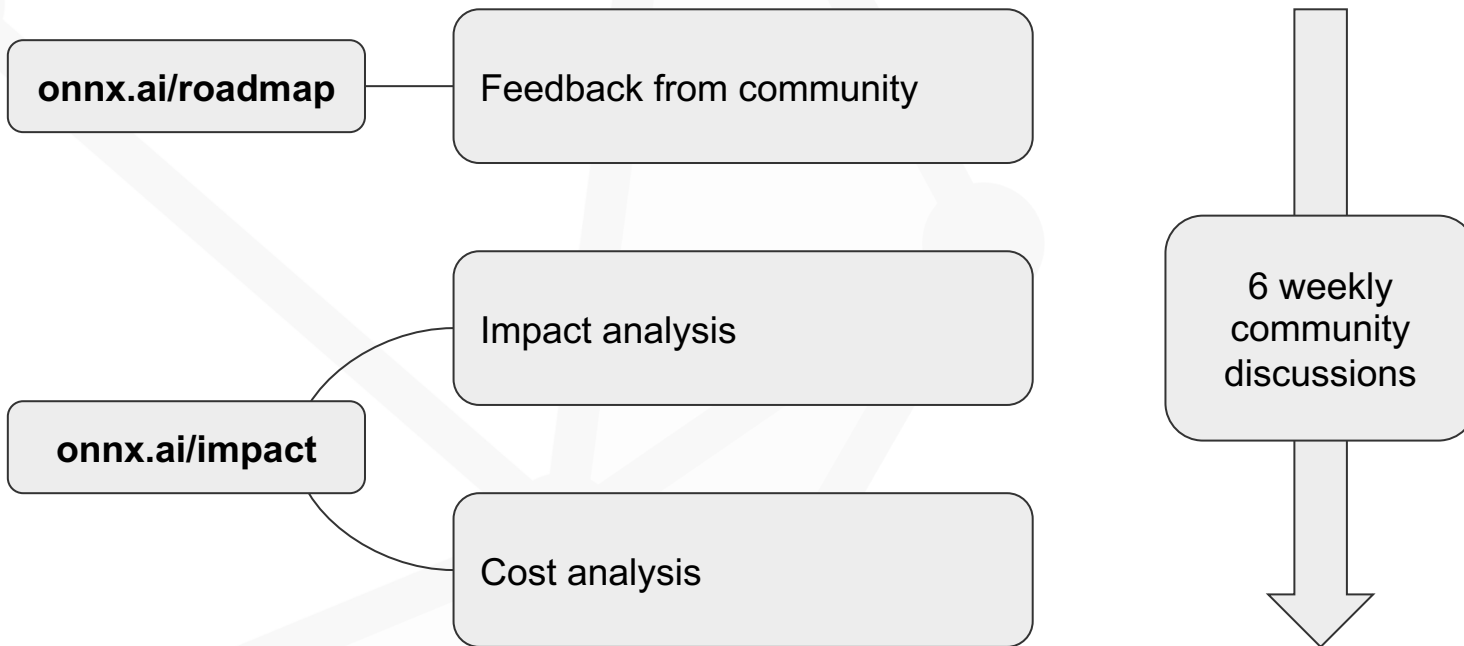 onnx.ai/roadmap
Feedback from community
Impact analysis
onnx.ai/impact
Cost analysis
6 weekly
community
discussions